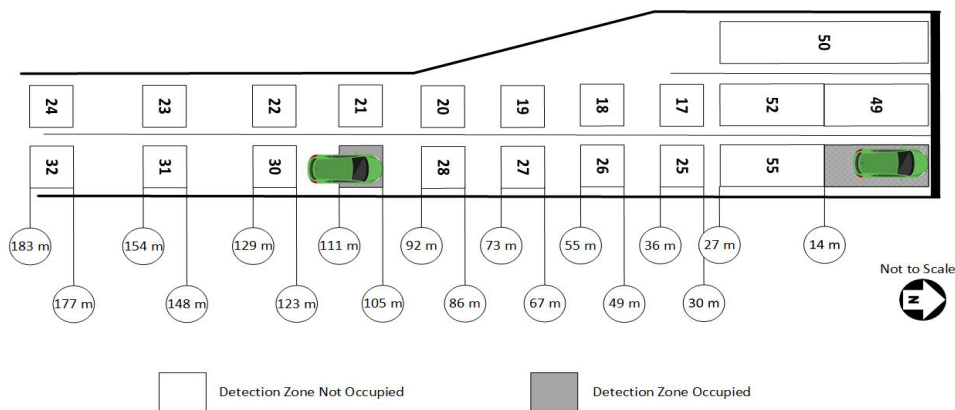 50
24 23 22 21 20 19 18 17 52 49
32 31 30 28 27 26 25 55
183 m 154 m 129 m 111 m 92 m 73 m 55 m 36 m 27 m 14 m
Not to Scale
177 m 148 m 123 m 105 m 86 m 67 m 49 m 30 m
N
Detection Zone Not Occupied Detection Zone Occupied